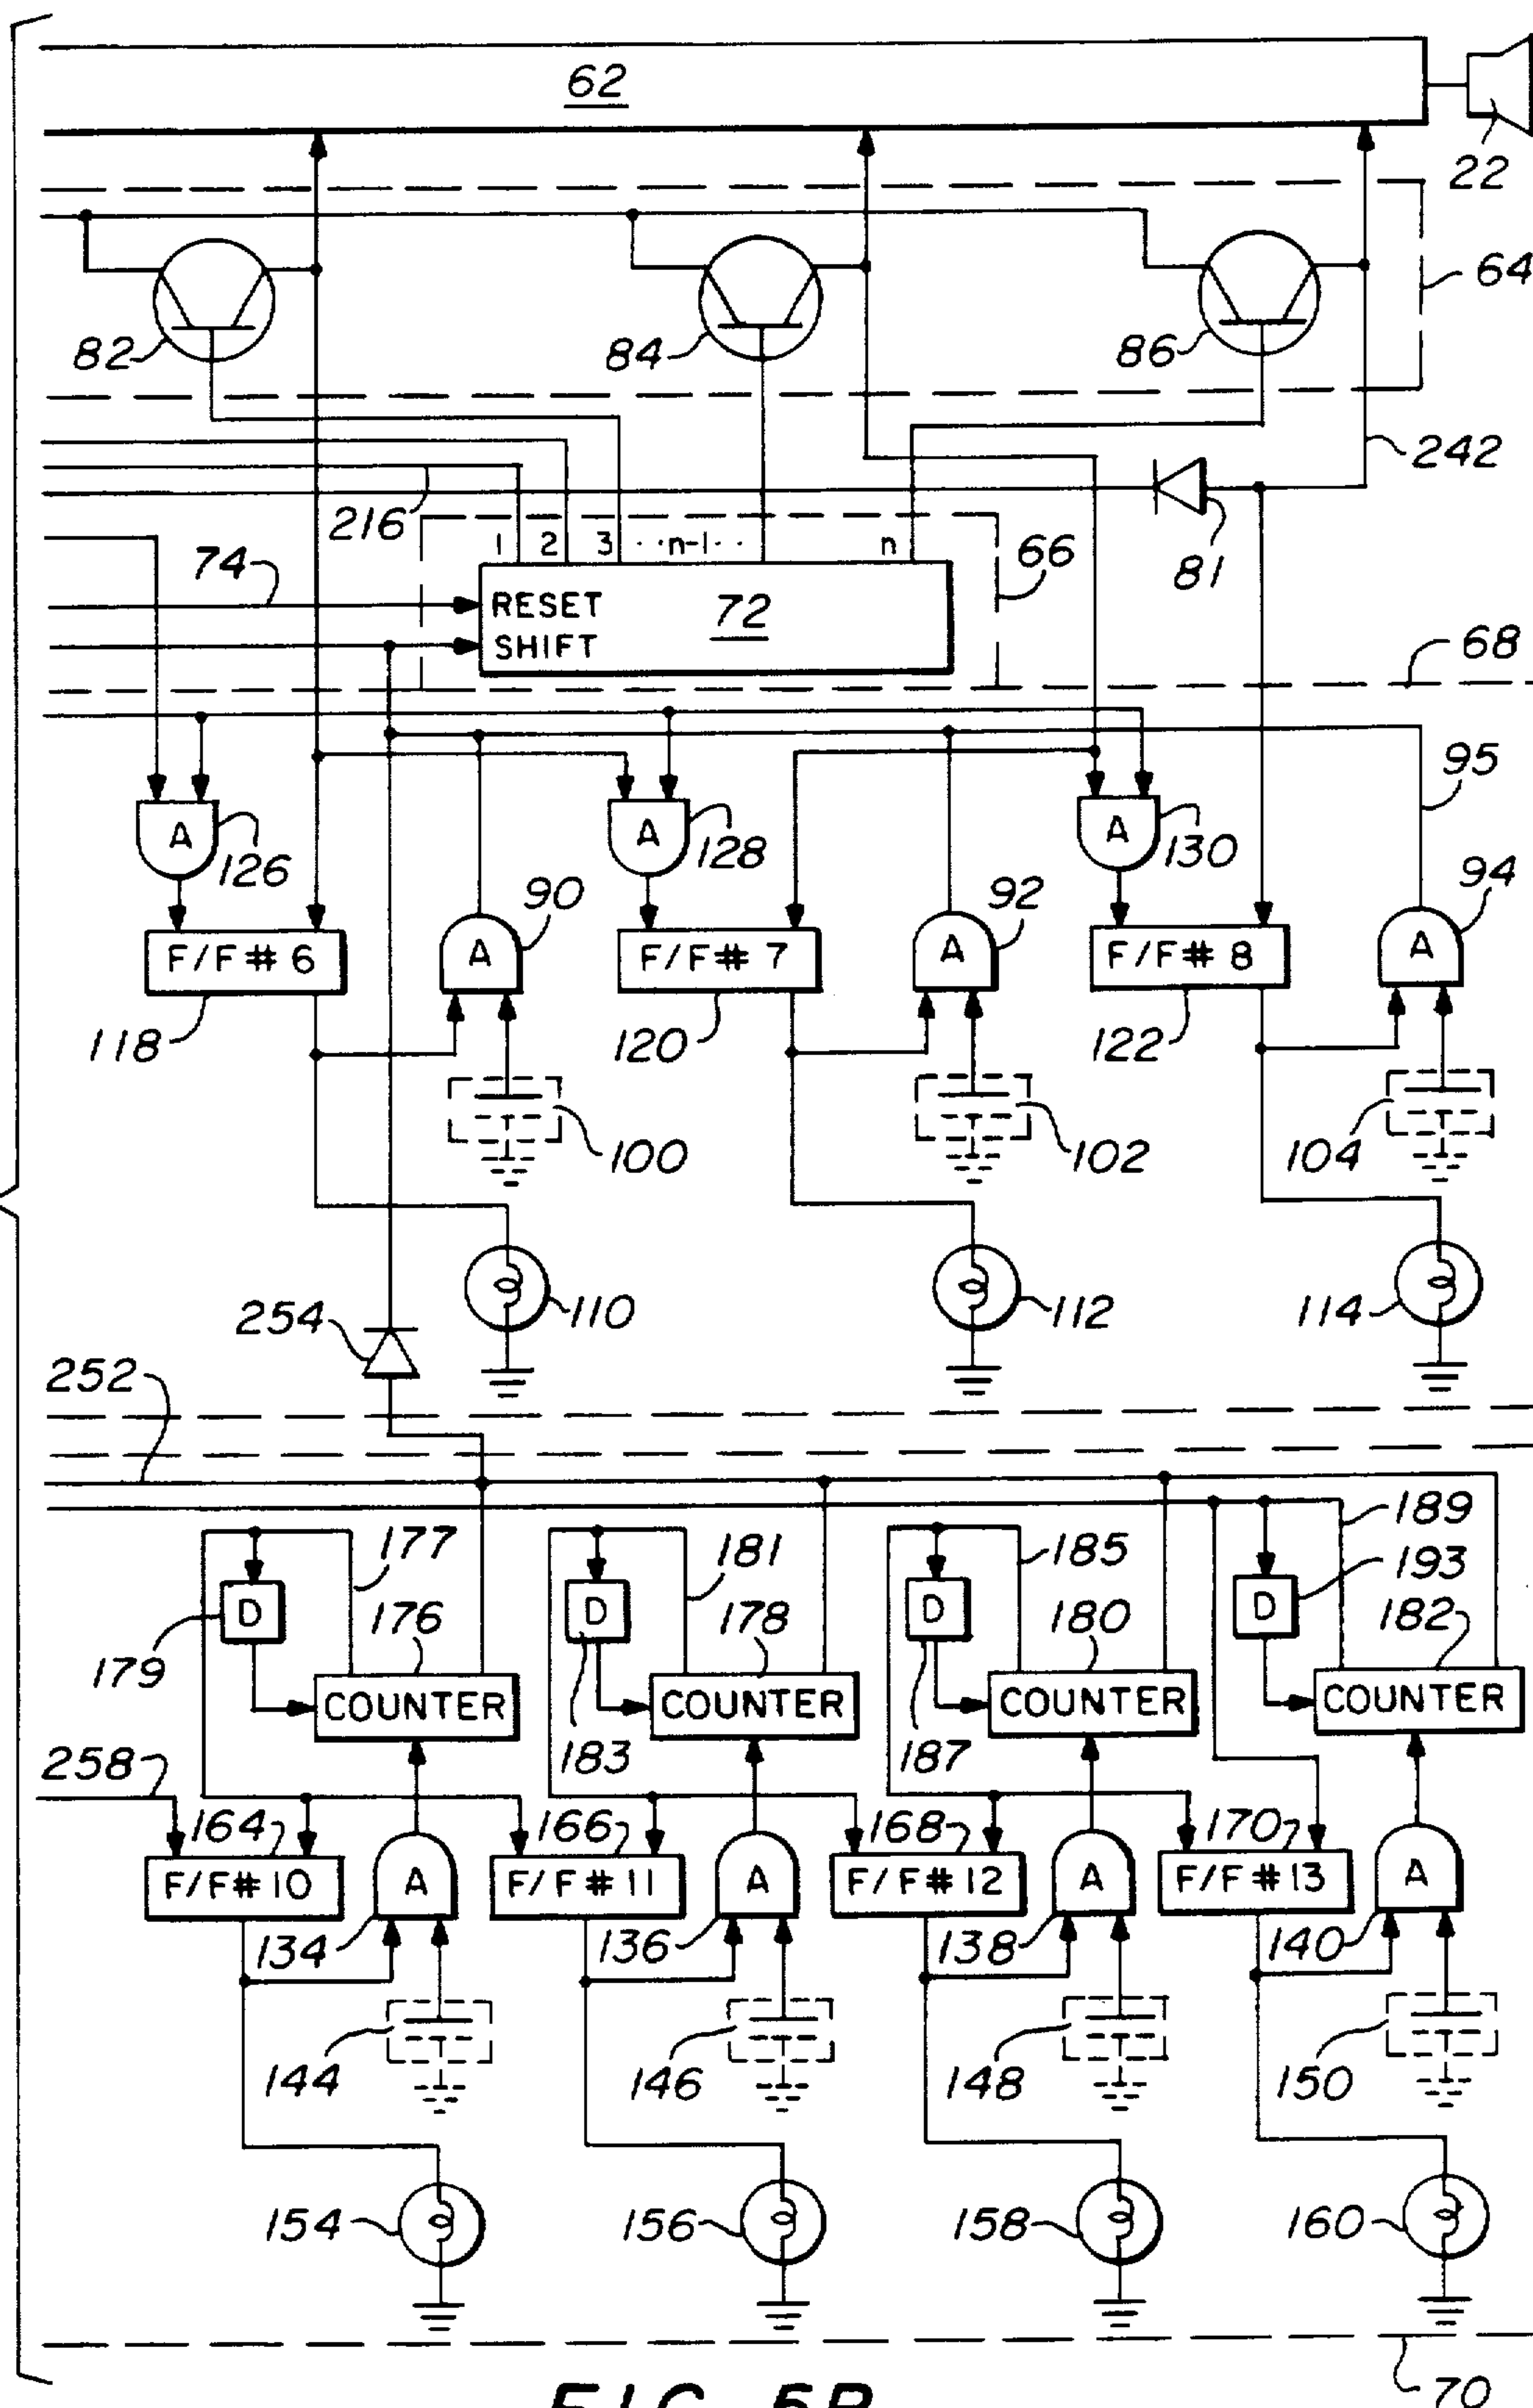 62
22
64
82
84
86
242
216
1 2 3 ··n-1·· n
66
81
74
RESET 72
SHIFT
68
95
A A A
126 128 130
90 92 94
F/F # 6 A F/F # 7 A F/F # 8 A
118 120 122
100 102 104
254 110 112 114
252
189
177 181 185 193
D D D D
176 178 180 182
179
COUNTER COUNTER COUNTER COUNTER
183 187
258
164 166 168 170
F/F # 10 A F/F # 11 A F/F # 12 A F/F # 13 A
134 136 138 140
144 146 148 150
154 156 158 160
70
FIG. 5B